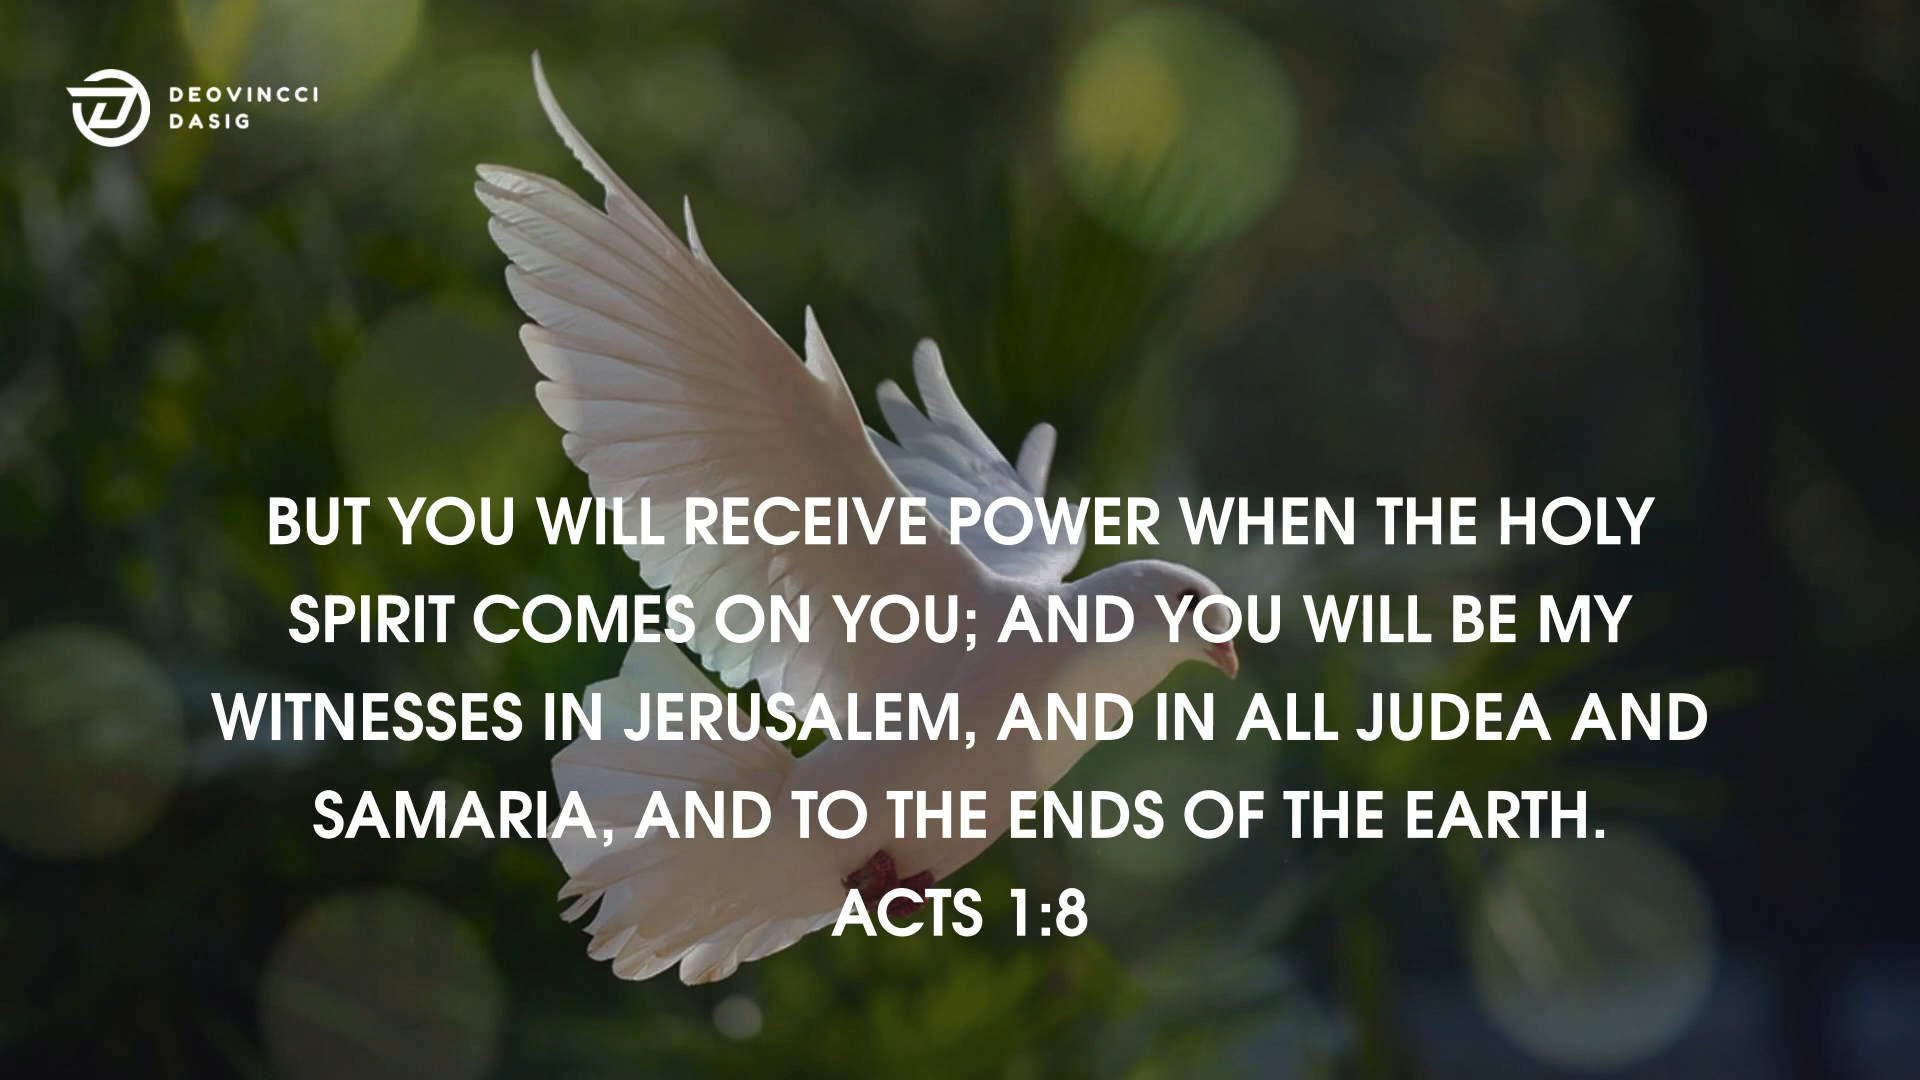 DEOVINCCI
DASIG
BUT YOU WILL RECEIVE POWER WHEN THE HOLY
SPIRIT COMES ON YOU; AND YOU WILL BE MY
WITNESSES IN JERUSALEM, AND IN ALL JUDEA AND
SAMARIA, AND TO THE ENDS OF THE EARTH.
ACTS 1:8